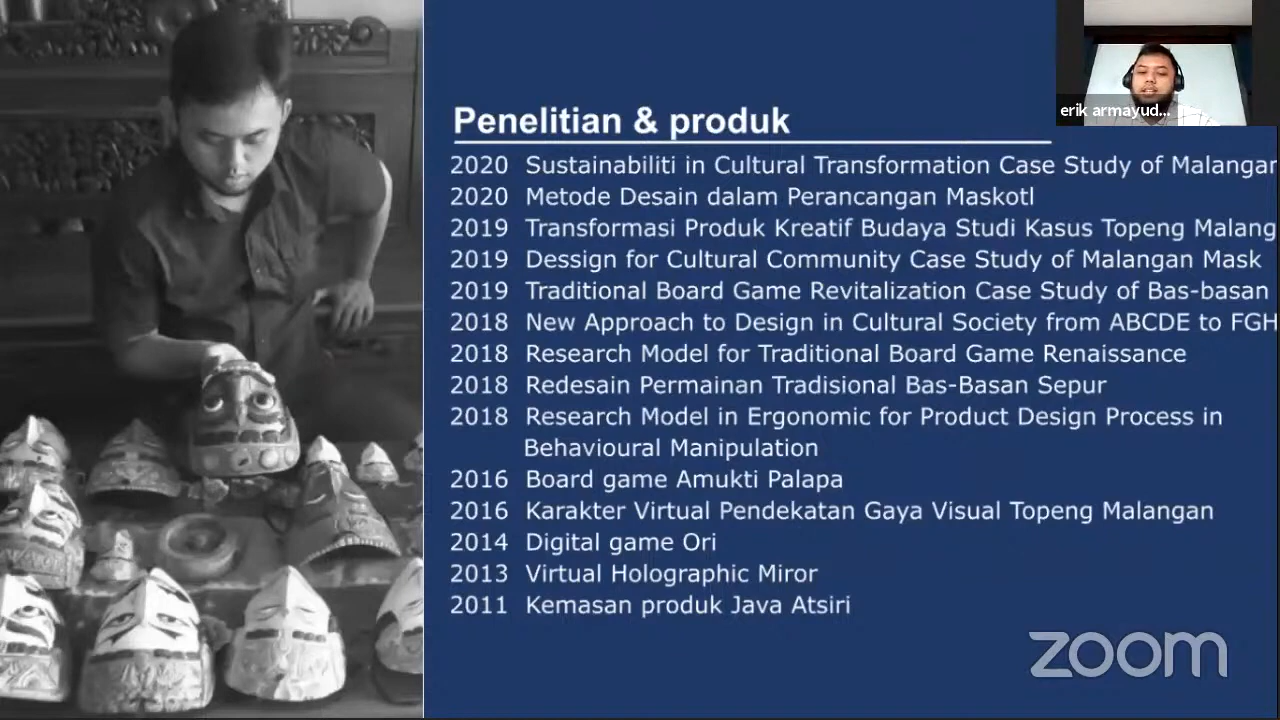 Penelitian & produk
erik armayud...
2020 Sustainabiliti in Cultural Transformation Case Study of Malangan
2020 Metode Desain dalam Perancangan Maskotl
2019 Transformasi Produk Kreatif Budaya Studi Kasus Topeng Malang
2019 Dessign for Cultural Community Case Study of Malangan Mask
2019 Traditional Board Game Revitalization Case Study of Bas-basan
2018 New Approach to Design in Cultural Society from ABCDE to FGH
2018 Research Model for Traditional Board Game Renaissance
2018 Redesain Permainan Tradisional Bas-Basan Sepur
2018 Research Model in Ergonomic for Product Design Process in
Behavioural Manipulation
2016 Board game Amukti Palapa
2016 Karakter Virtual Pendekatan Gaya Visual Topeng Malangan
2014 Digital game Ori
2013 Virtual Holographic Miror
2011 Kemasan produk Java Atsiri
zoom